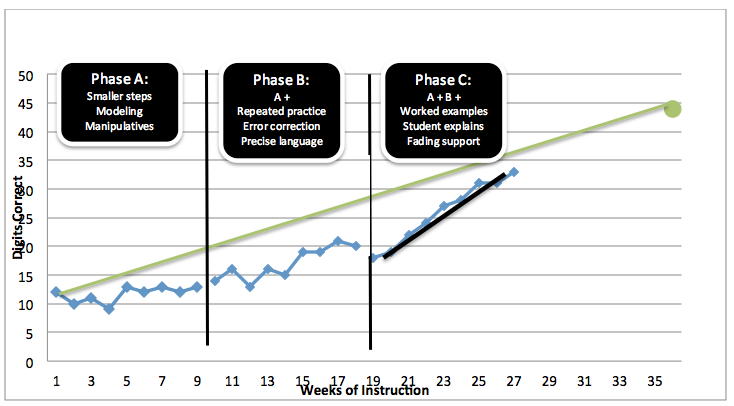 Phase A:
Smaller steps
Modeling
Manipulatives
Phase B:
A +
Repeated practice
Error correction
Precise language
Phase C:
A + B +
Worked examples
Student explains
Fading support
50
45
40
35
30
25
20
15
10
5
0
Digits Correct
1 3 5 7 9 11 13 15 17 19 21 23 25 27 29 31 33 35
Weeks of Instruction